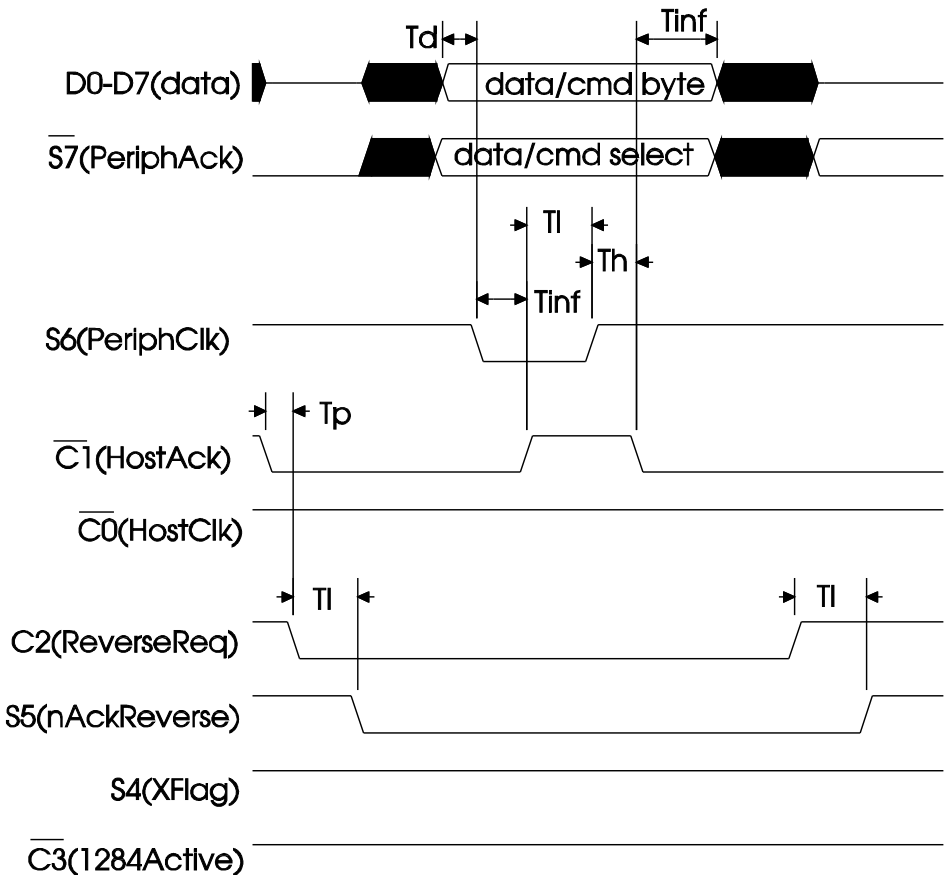 Td
Tinf
D0-D7(data)
data/cmd byte
S7(PeriphAck)
data/cmd select
Tl
Th
Tinf
S6(PeriphClk)
Tp
C1(HostAck)
C0(HostClk)
Tl
Tl
C2(ReverseReq)
S5(nAckReverse)
S4(XFlag)
C3(1284Active)